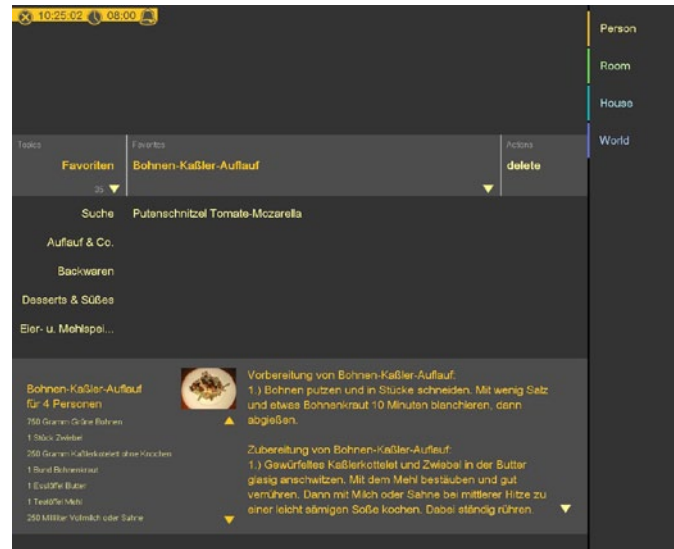 10:25:02 08:00
Person
Room
House
World
Topics
Favorites
Actions
Favoriten
Bohnen-Kaßler-Auflauf
delete
35
Suche
Putenschnitzel Tomate-Mozarella
Auflauf & Co.
Backwaren
Desserts & Süßes
Eier- u. Mehlspei...
Bohnen-Kaßler-Auflauf
für 4 Personen
750 Gramm Grüne Bohnen
1 Stück Zwiebel
250 Gramm Kaßlerkotelett ohne Knochen
1 Bund Bohnenkraut
1 Esslöffel Butter
1 Teelöffel Mehl
250 Milliliter Vollmilch oder Sahne
Vorbereitung von Bohnen-Kaßler-Auflauf:
1.) Bohnen putzen und in Stücke schneiden. Mit wenig Salz
und etwas Bohnenkraut 10 Minuten blanchieren, dann
abgießen.
Zubereitung von Bohnen-Kaßler-Auflauf:
1.) Gewürfeltes Kaßlerkottelet und Zwiebel in der Butter
glasig anschwitzen. Mit dem Mehl bestäuben und gut
verrühren. Dann mit Milch oder Sahne bei mittlerer Hitze zu
einer leicht sämigen Soße kochen. Dabei ständig rühren.